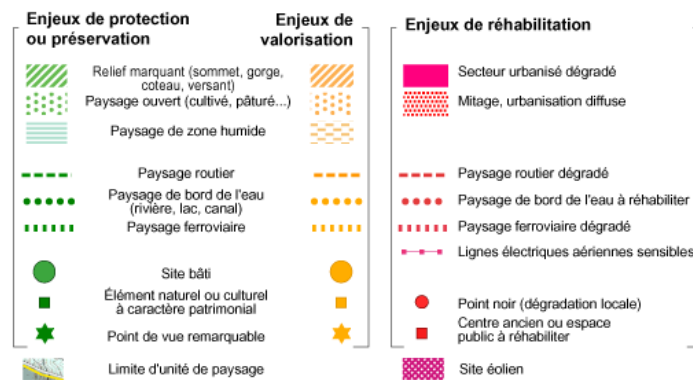 Enjeux de protection
ou préservation
Enjeux de
valorisation
Relief marquant (sommet, gorge,
coteau, versant)
Paysage ouvert (cultivé, pâturé...)
Paysage de zone humide
Paysage routier
Paysage de bord de l'eau
(rivière, lac, canal)
Paysage ferroviaire
Site bâti
Élément naturel ou culturel
à caractère patrimonial
Point de vue remarquable
Limite d'unité de paysage
Enjeux de réhabilitation
Secteur urbanisé dégradé
Mitage, urbanisation diffuse
Paysage routier dégradé
Paysage de bord de l'eau à réhabiliter
Paysage ferroviaire dégradé
Lignes électriques aériennes sensibles
Point noir (dégradation locale)
Centre ancien ou espace
public à réhabiliter
Site éolien